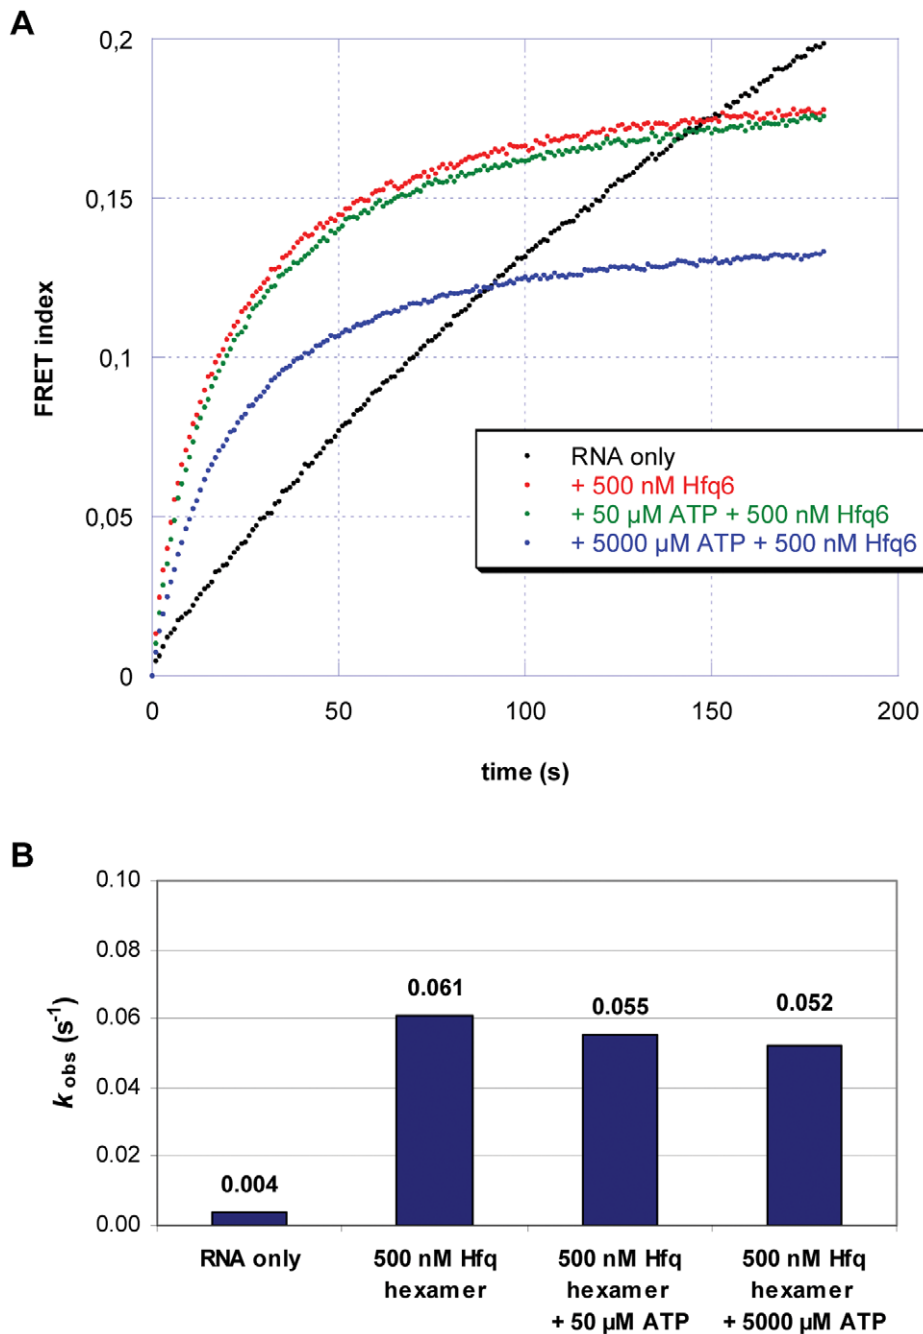 A
0,2
0,15
0,1
0,05
0
FRET index
0
50
100
150
200
time (s)
RNA only
+ 500 nM Hfq6
+ 50 µM ATP + 500 nM Hfq6
+ 5000 µM ATP + 500 nM Hfq6
B
0.10
0.08
0.06
0.04
0.02
0.00
k obs (s-1)
0.004
0.061
0.055
0.052
RNA only
500 nM Hfq
hexamer
500 nM Hfq
hexamer
+ 50 µM ATP
500 nM Hfq
hexamer
+ 5000 µM ATP